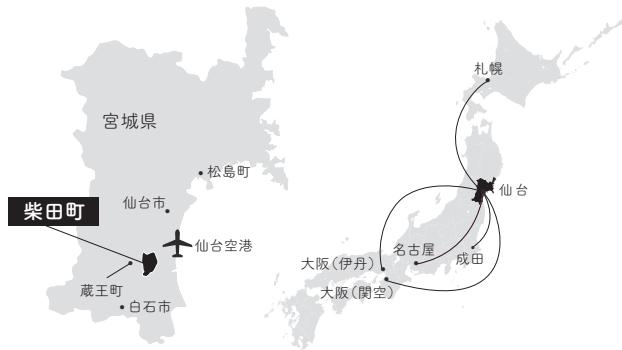 宮城県
松島町
仙台市
柴田町
仙台空港
蔵王町
白石市
札幌
仙台
名古屋
成田
大阪(伊丹)
大阪(関空)